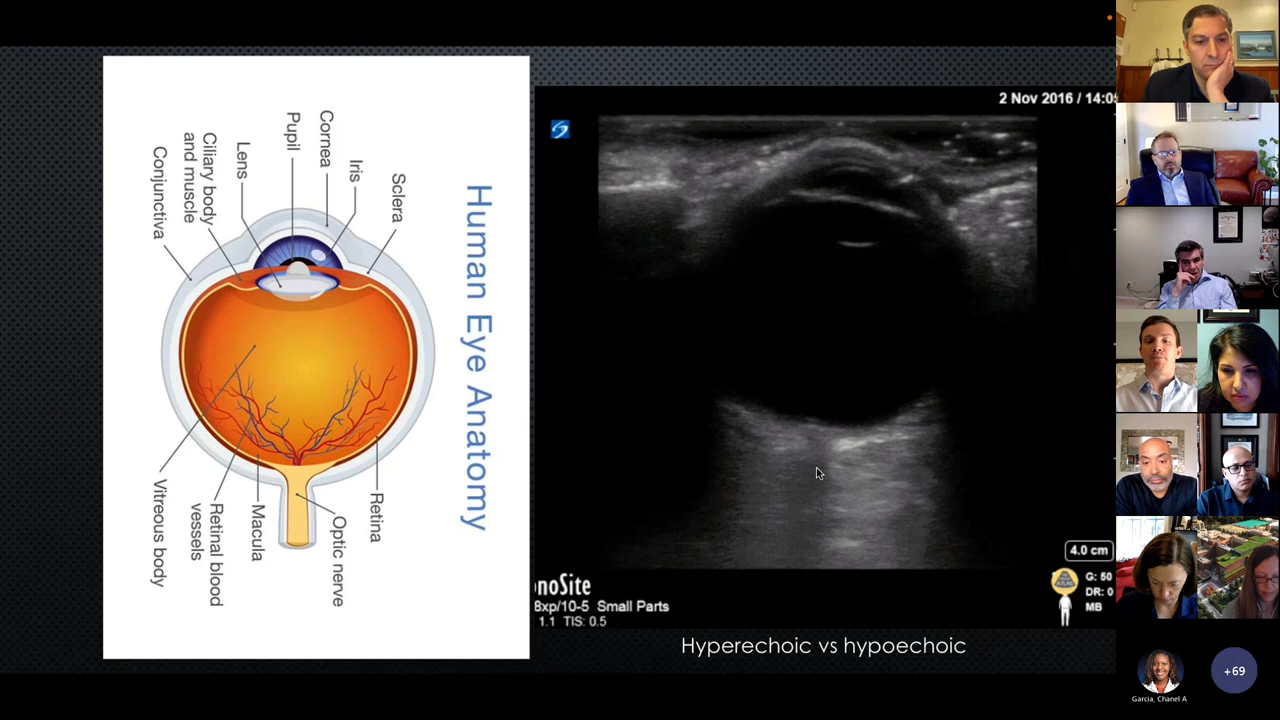 Human Eye Anatomy
Sclera
Iris
Cornea
Pupil
Lens
Ciliary body
and muscle
Conjunctiva
Retina
Optic nerve
Macula
Retinal blood
vessels
Vitreous body
2 Nov 2016 / 14:05
4.0 cm
G: 50
DR: 0
MB
noSite
8xp/10-5 Small Parts
1.1 TIS: 0.5
Hyperechoic vs hypoechoic
+69
Garcia, Chanel A